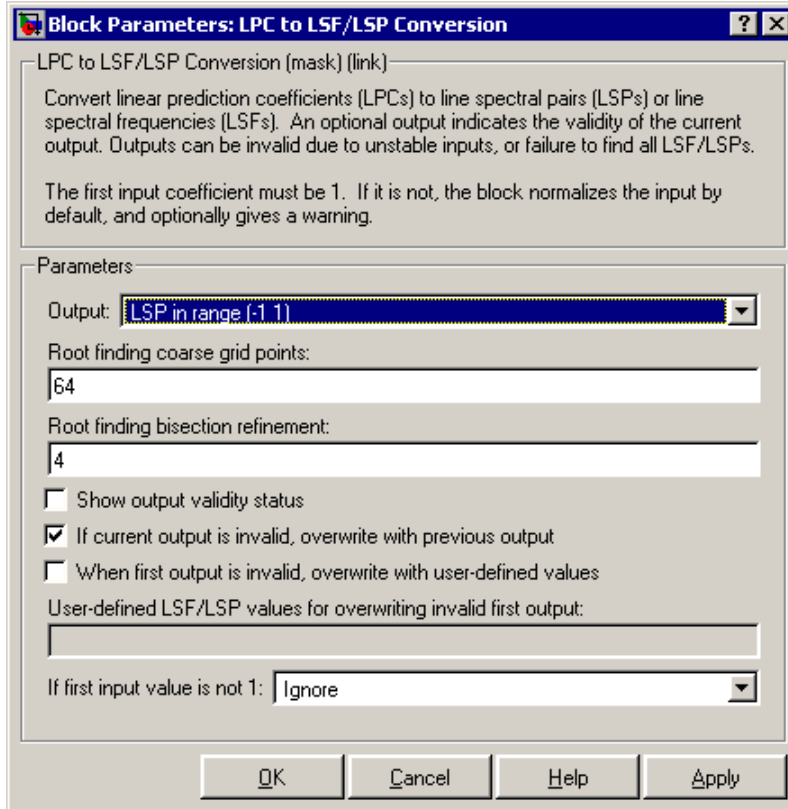 Block Parameters: LPC to LSF/LSP Conversion
LPC to LSF/LSP Conversion (mask) (link)
Convert linear prediction coefficients (LPCs) to line spectral pairs (LSPs) or line
spectral frequencies (LSFs). An optional output indicates the validity of the current
output. Outputs can be invalid due to unstable inputs, or failure to find all LSF/LSPs.
The first input coefficient must be 1. If it is not, the block normalizes the input by
default, and optionally gives a warning.
Parameters
Output: LSP in range (-1 1)
Root finding coarse grid points:
64
Root finding bisection refinement:
4
Show output validity status
If current output is invalid, overwrite with previous output
When first output is invalid, overwrite with user-defined values
User-defined LSF/LSP values for overwriting invalid first output:
If first input value is not 1: Ignore
OK Cancel Help Apply